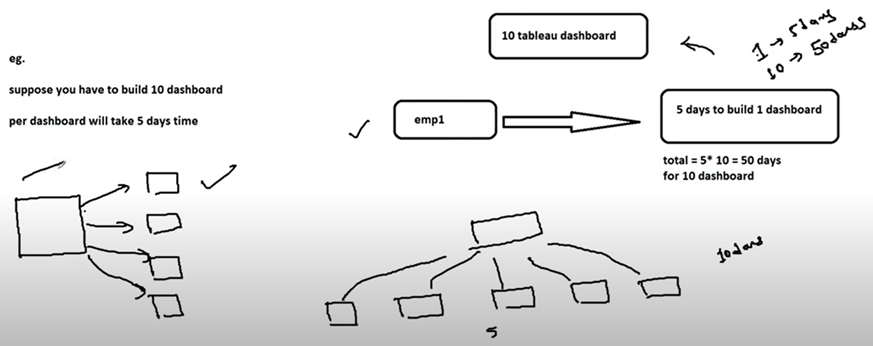 eg.
suppose you have to build 10 dashboard
per dashboard will take 5 days time
10 tableau dashboard
1 → 5 days
10 → 50 days
emp1
5 days to build 1 dashboard
total = 5* 10 = 50 days
for 10 dashboard
10 days
5